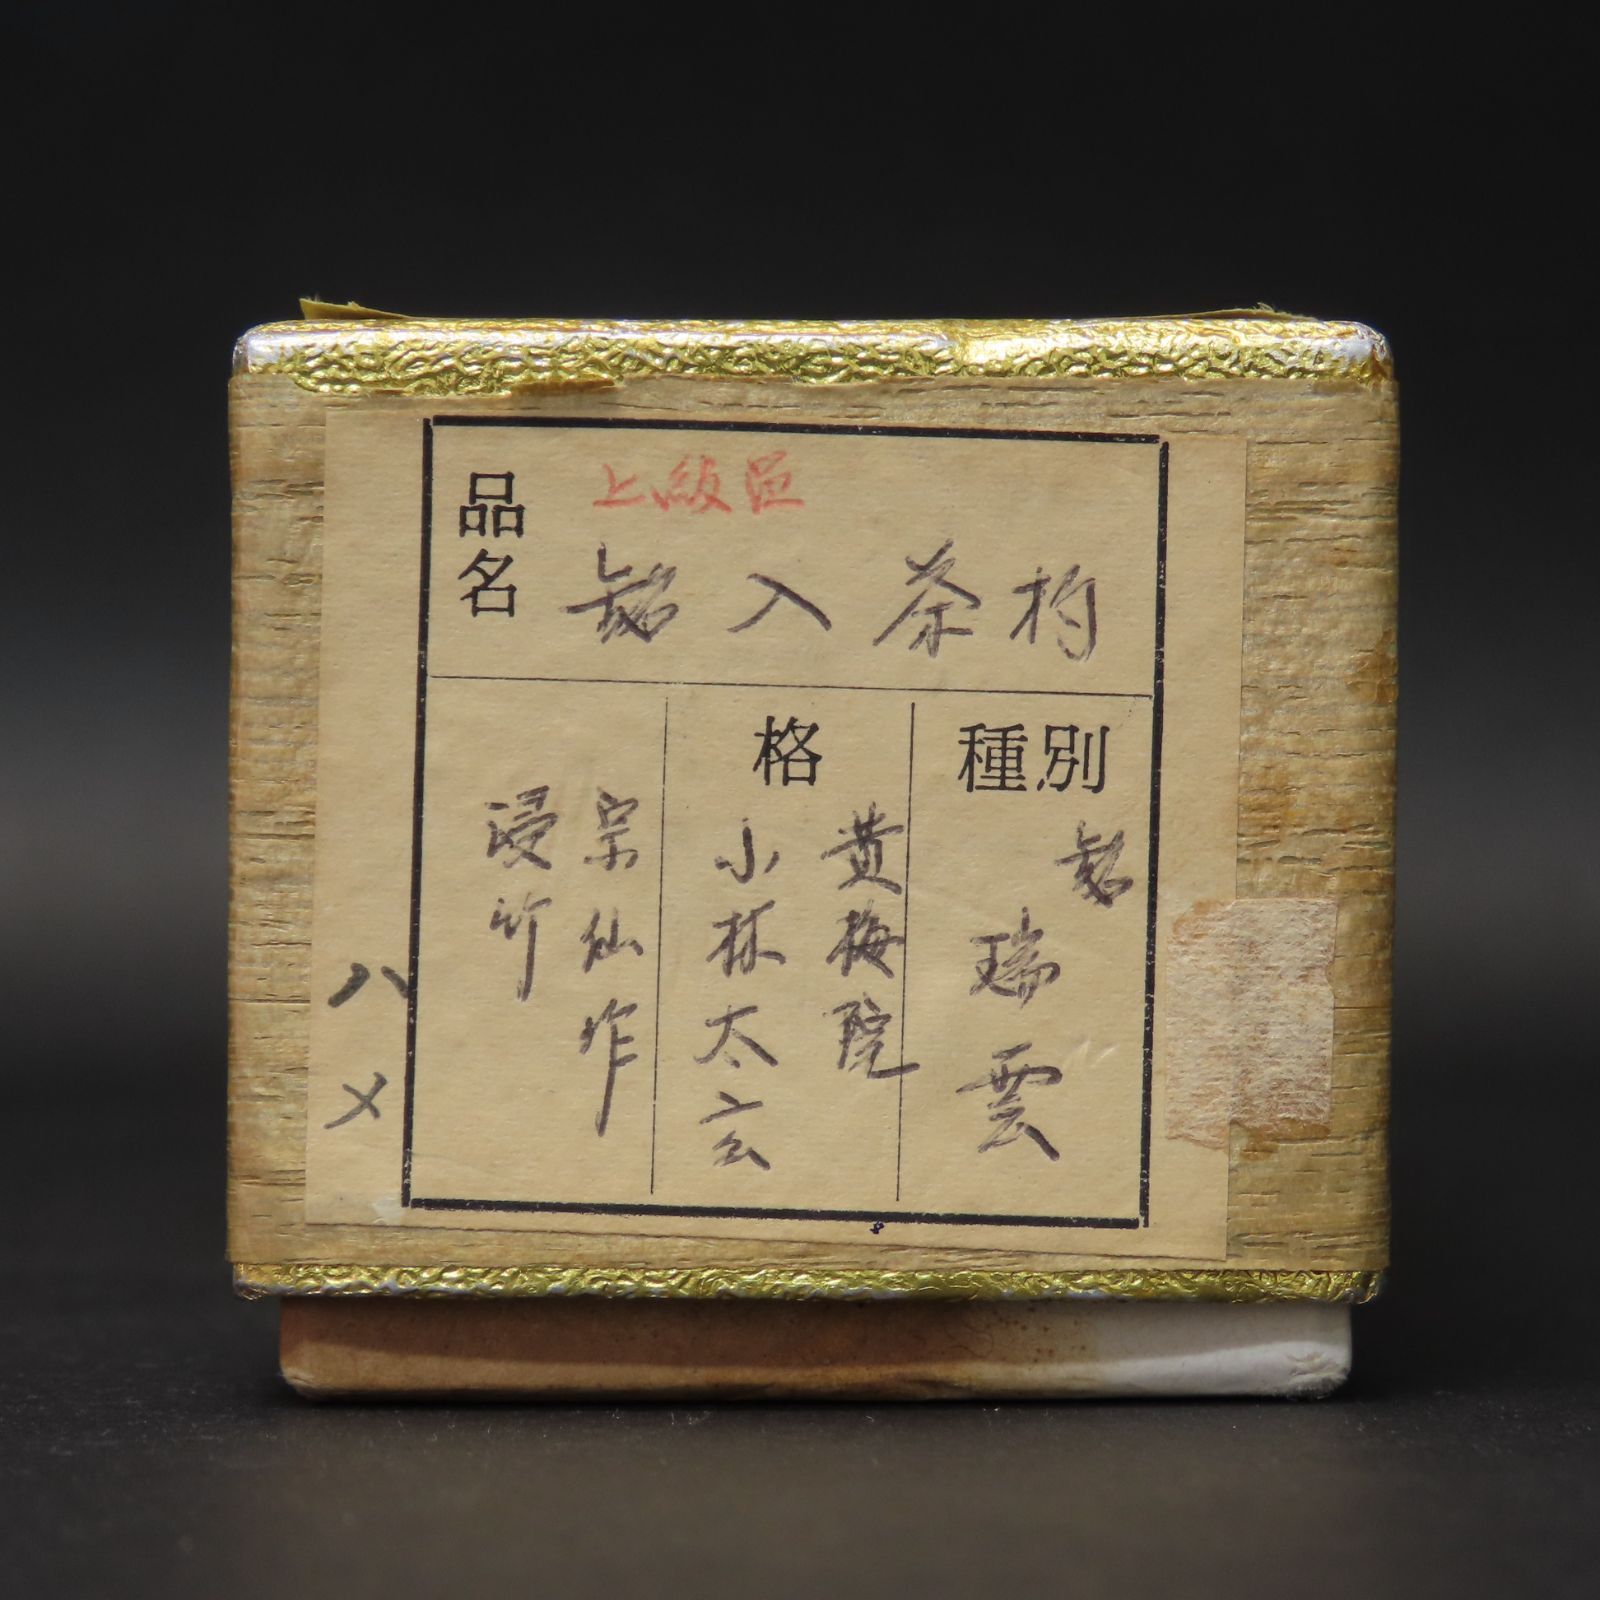 品名
上級品
銘入茶杓
種別
銘
瑞雲
格
黄梅院
小林太玄
宗仙作
浸竹
八〆